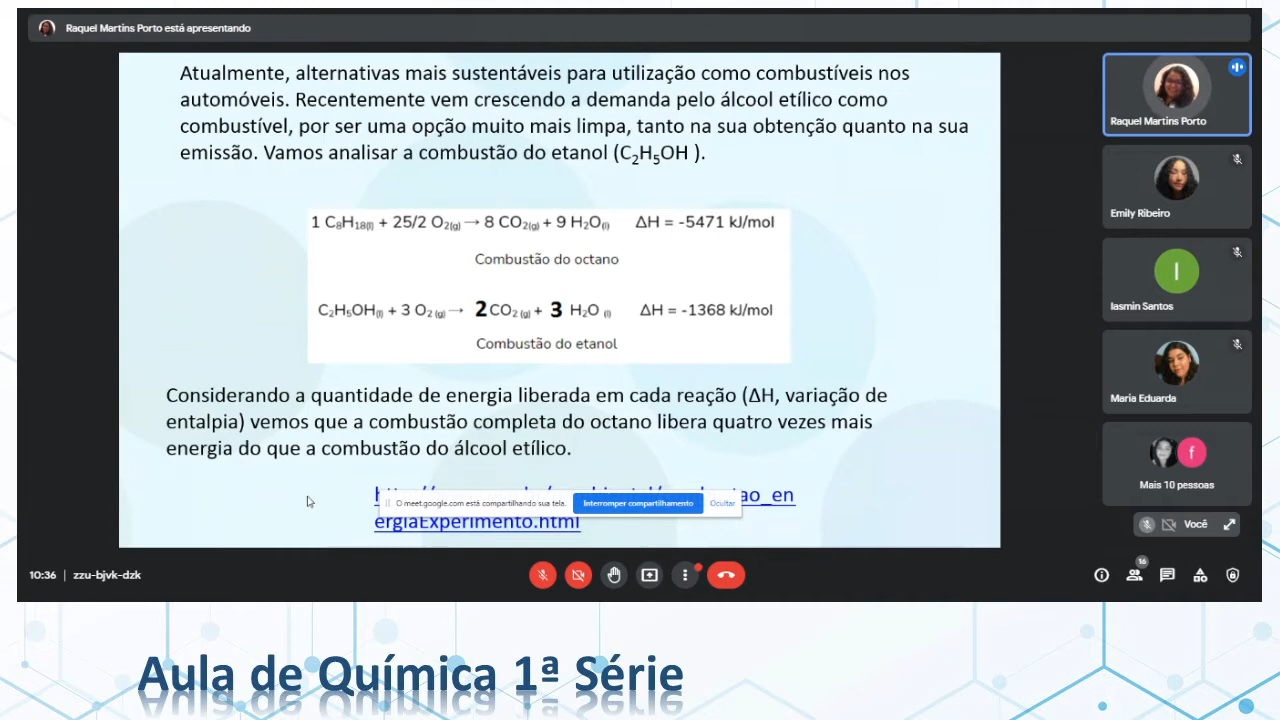 Raquel Martins Porto está apresentando
Atualmente, alternativas mais sustentáveis para utilização como combustíveis nos
automóveis. Recentemente vem crescendo a demanda pelo álcool etílico como
combustível, por ser uma opção muito mais limpa, tanto na sua obtenção quanto na sua
emissão. Vamos analisar a combustão do etanol (C₂H₅OH ).
1 C₈H₁₈₍ₗ₎ + 25/2 O₂(g) → 8 CO₂(g) + 9 H₂O(l) ΔH = -5471 kJ/mol
Combustão do octano
C₂H₅OH(l) + 3 O₂ (g) → 2 CO₂ (g) + 3 H₂O (l) ΔH = -1368 kJ/mol
Combustão do etanol
Considerando a quantidade de energia liberada em cada reação (ΔH, variação de
entalpia) vemos que a combustão completa do octano libera quatro vezes mais
energia do que a combustão do álcool etílico.
ao_en
ergiaExperimento.html
O meet.google.com está compartilhando sua tela. Interromper compartilhamento Ocultar
Raquel Martins Porto
Emily Ribeiro
I
Iasmin Santos
Maria Eduarda
f
Mais 10 pessoas
Você
10:36 | zzu-bjvk-dzk
16
Aula de Química 1ª Série